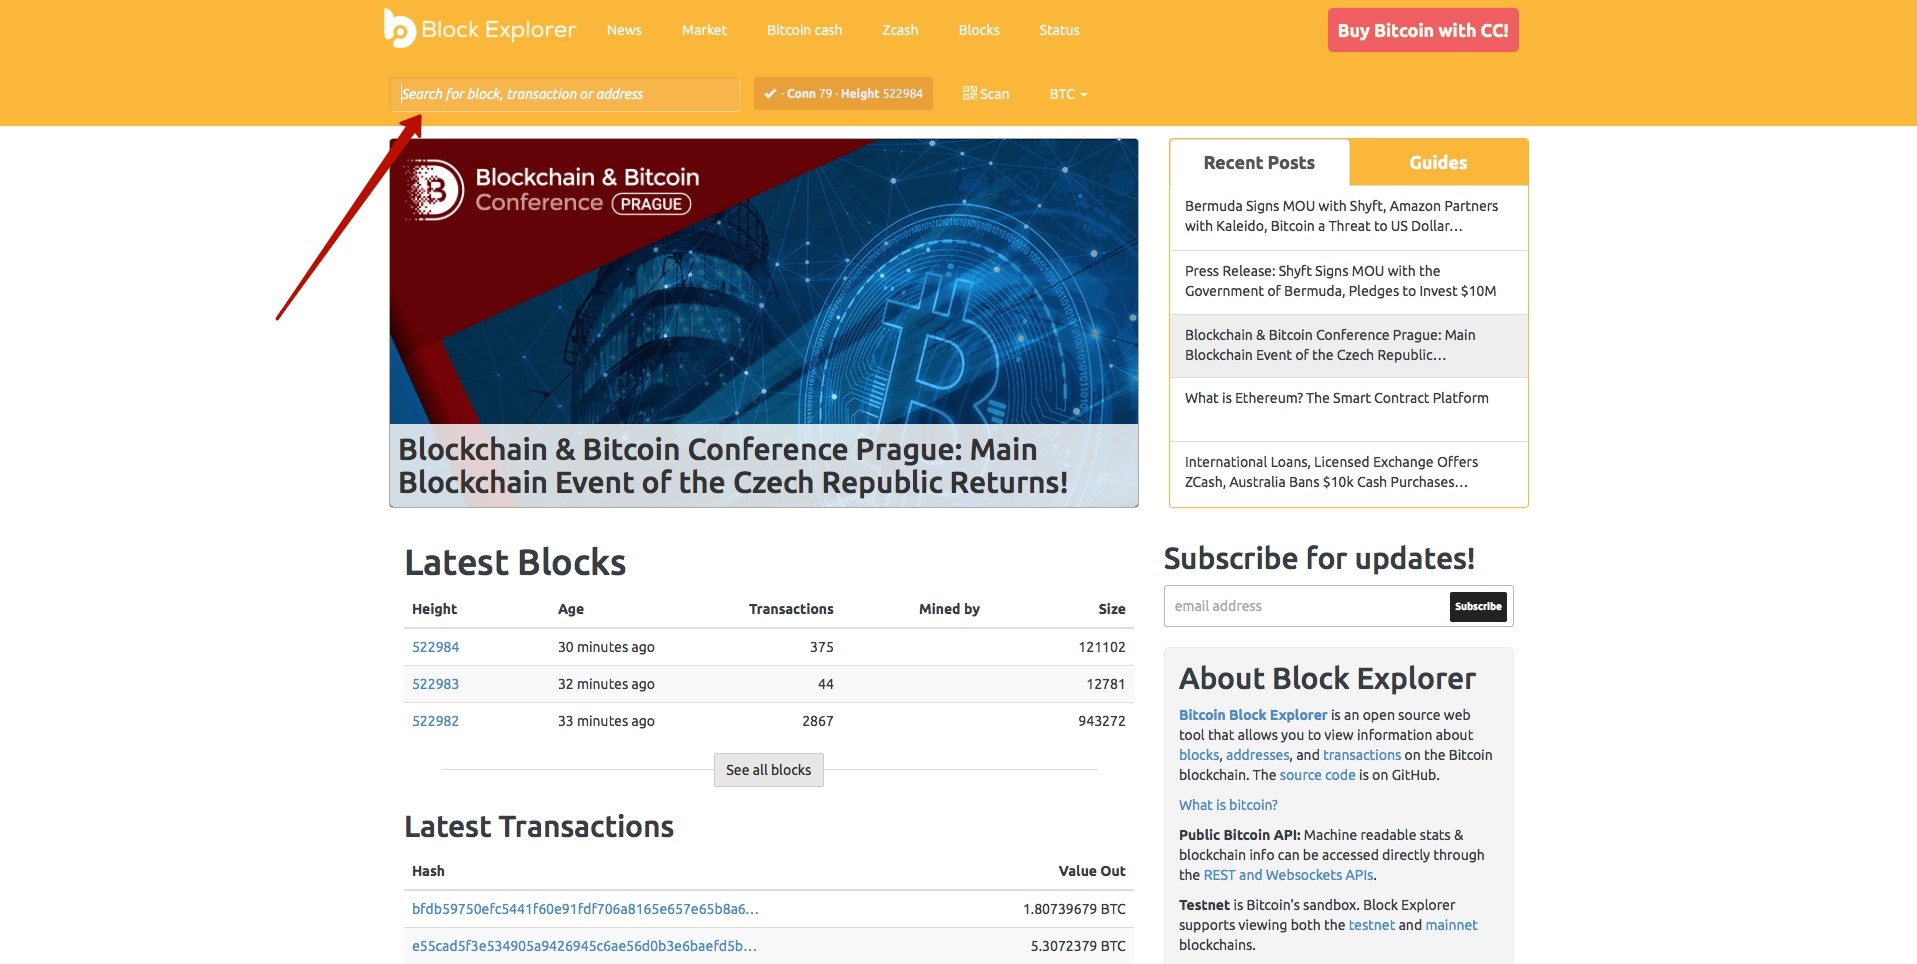 Block Explorer
News
Market
Bitcoin cash
Zcash
Blocks
Status
Buy Bitcoin with CC!
Search for block, transaction or address
· Conn 79 · Height 522984
Scan
BTC
Blockchain & Bitcoin
Conference PRAGUE
Blockchain & Bitcoin Conference Prague: Main
Blockchain Event of the Czech Republic Returns!
Recent Posts
Guides
Bermuda Signs MOU with Shyft, Amazon Partners
with Kaleido, Bitcoin a Threat to US Dollar…
Press Release: Shyft Signs MOU with the
Government of Bermuda, Pledges to Invest $10M
Blockchain & Bitcoin Conference Prague: Main
Blockchain Event of the Czech Republic…
What is Ethereum? The Smart Contract Platform
International Loans, Licensed Exchange Offers
ZCash, Australia Bans $10k Cash Purchases…
Latest Blocks
Height Age Transactions Mined by Size
522984 30 minutes ago 375 121102
522983 32 minutes ago 44 12781
522982 33 minutes ago 2867 943272
See all blocks
Latest Transactions
Hash Value Out
bfdb59750efc5441f60e91fdf706a8165e657e65b8a6… 1.80739679 BTC
e55cad5f3e534905a9426945c6ae56d0b3e6baefd5b… 5.3072379 BTC
Subscribe for updates!
email address
Subscribe
About Block Explorer
Bitcoin Block Explorer is an open source web
tool that allows you to view information about
blocks, addresses, and transactions on the Bitcoin
blockchain. The source code is on GitHub.
What is bitcoin?
Public Bitcoin API: Machine readable stats &
blockchain info can be accessed directly through
the REST and Websockets APIs.
Testnet is Bitcoin's sandbox. Block Explorer
supports viewing both the testnet and mainnet
blockchains.